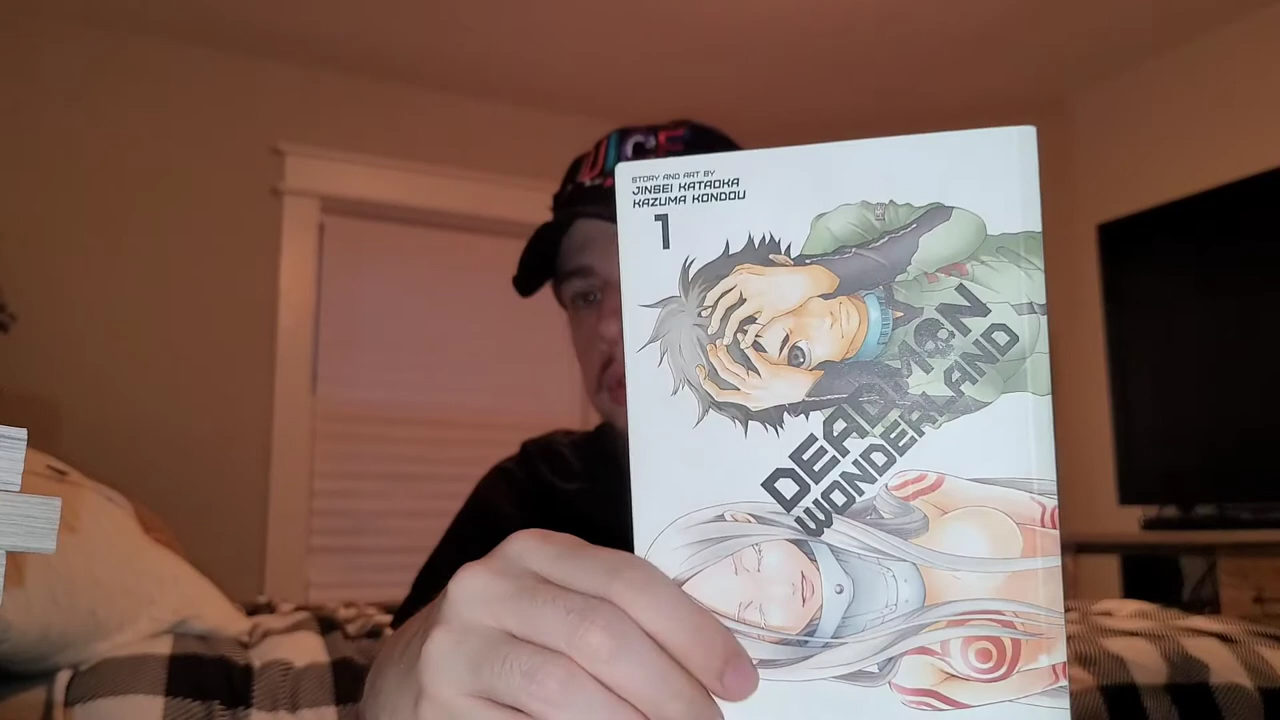 STORY AND ART BY
JINSEI KATAOKA
KAZUMA KONDOU
1
DEADMAN
WONDERLAND